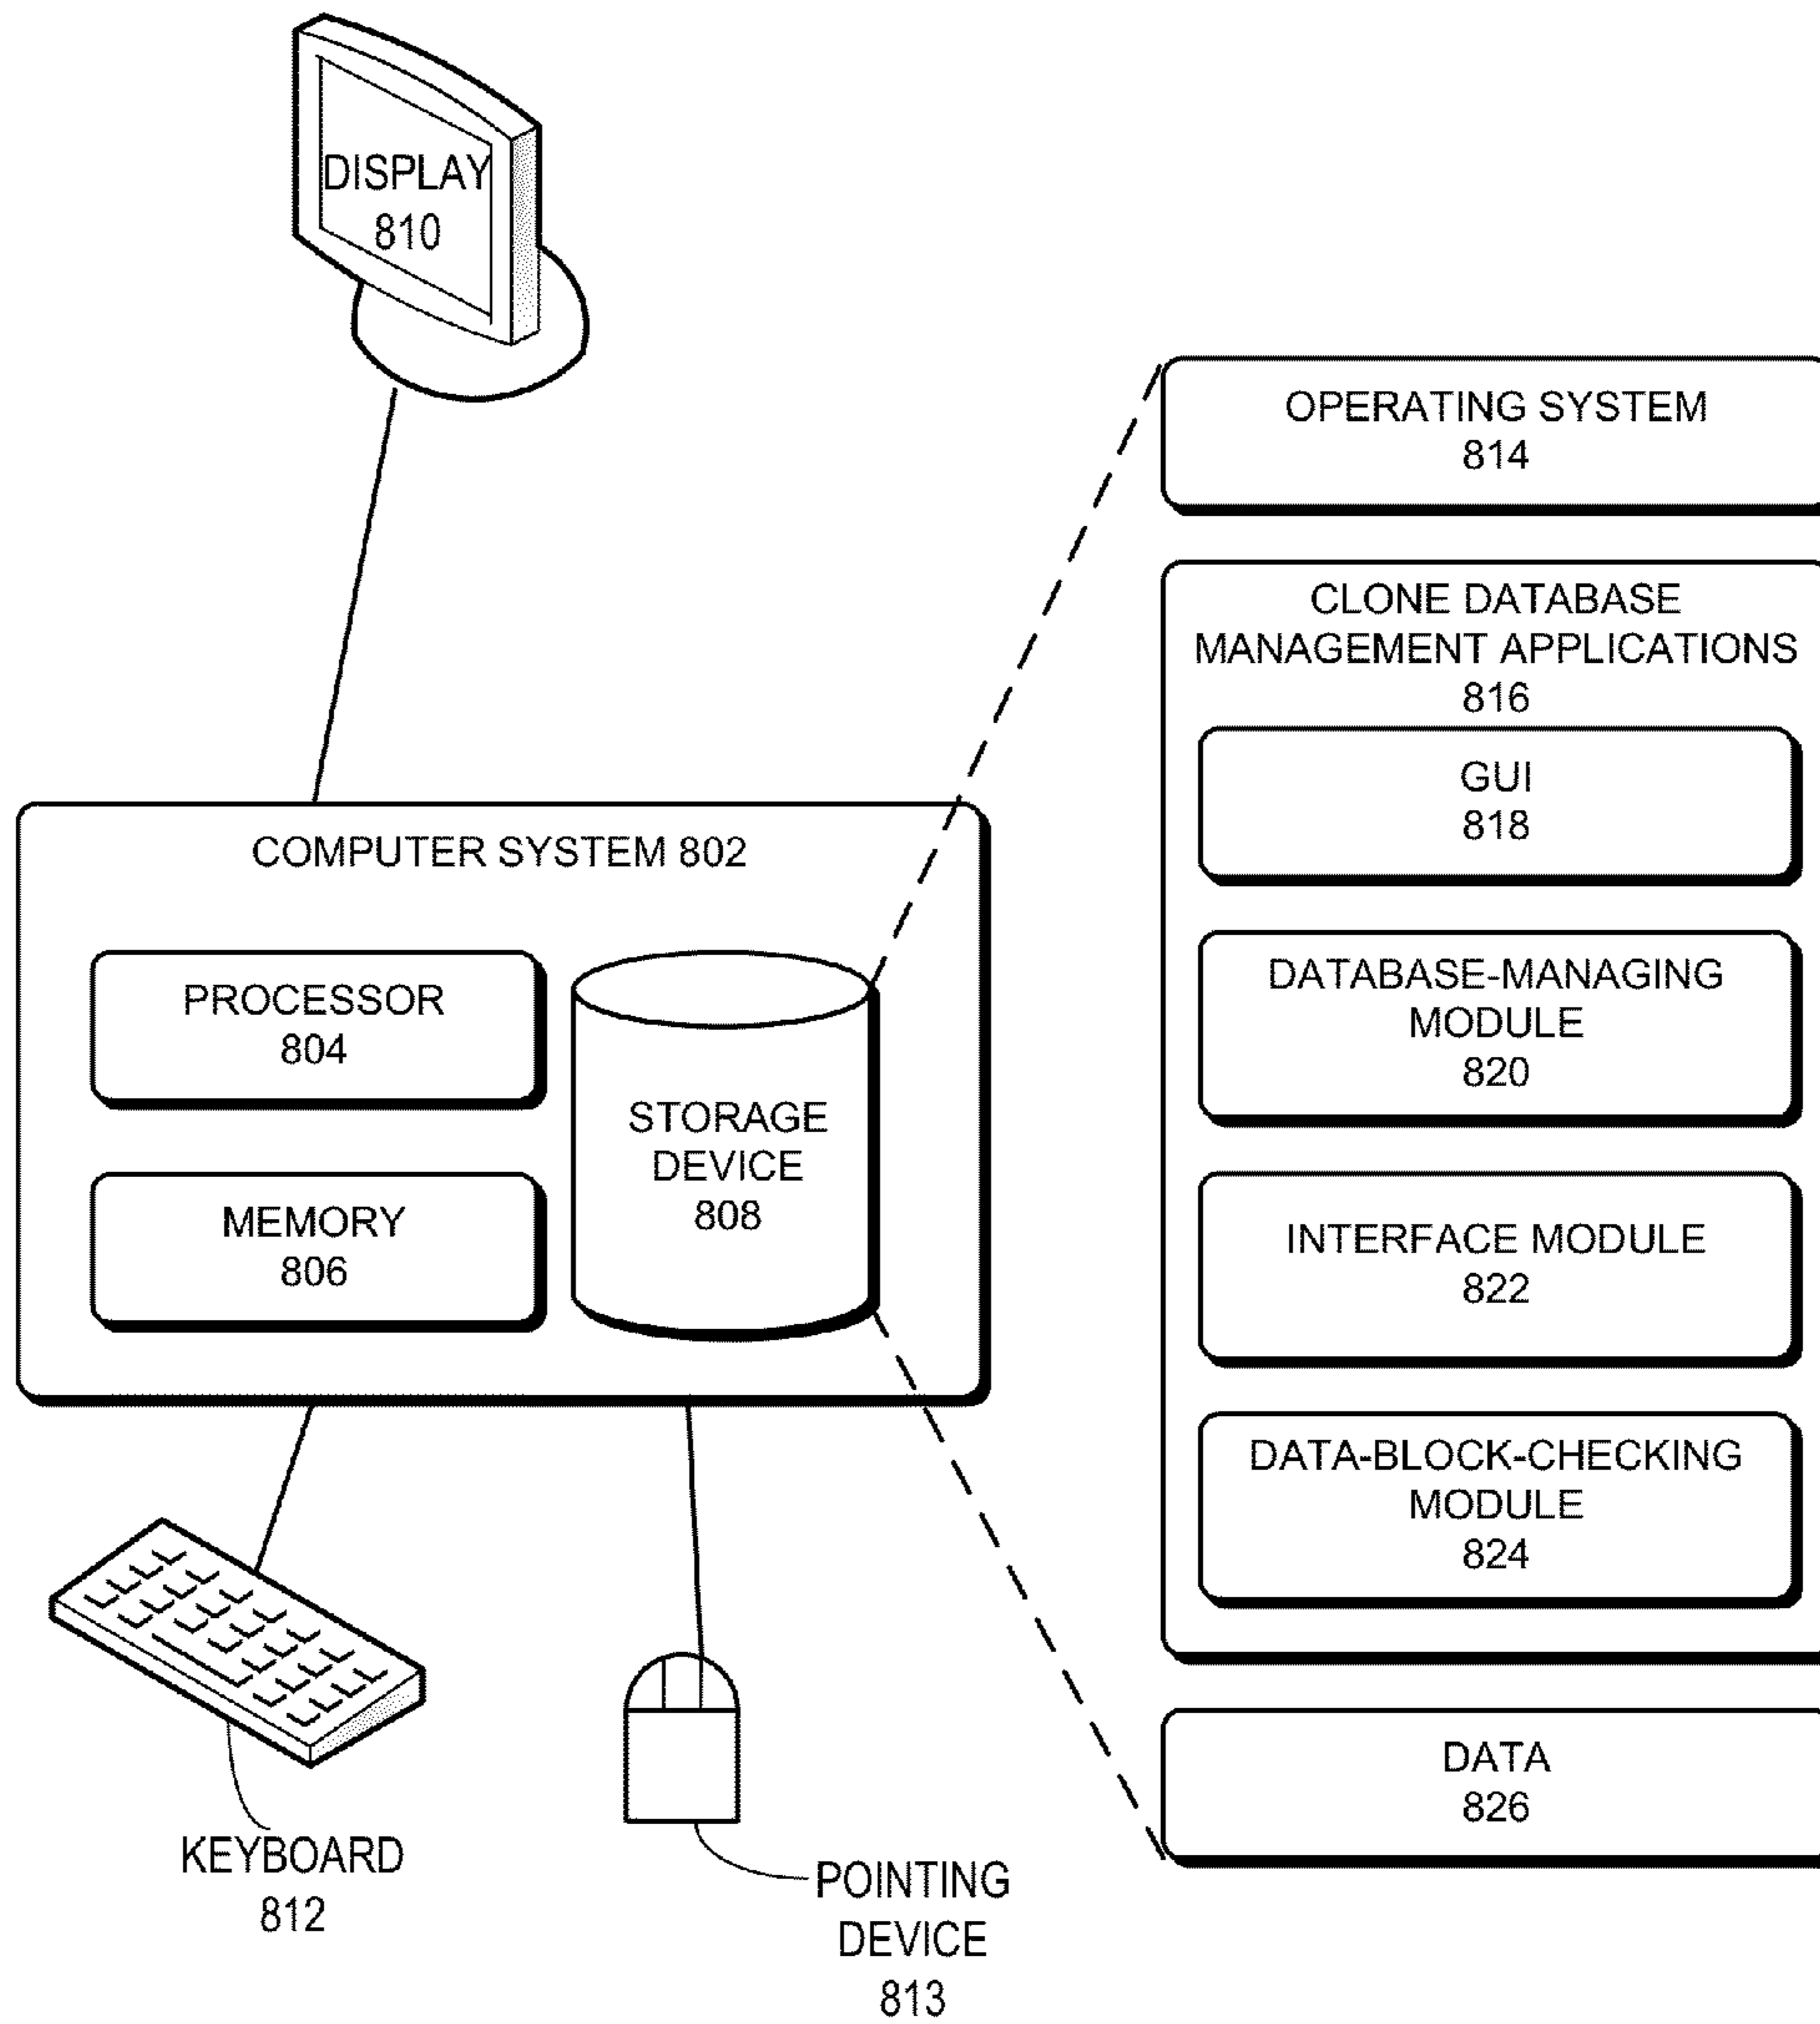 DISPLAY
810
COMPUTER SYSTEM 802
PROCESSOR
804
MEMORY
806
STORAGE
DEVICE
808
KEYBOARD
812
POINTING
DEVICE
813
OPERATING SYSTEM
814
CLONE DATABASE
MANAGEMENT APPLICATIONS
816
GUI
818
DATABASE-MANAGING
MODULE
820
INTERFACE MODULE
822
DATA-BLOCK-CHECKING
MODULE
824
DATA
826